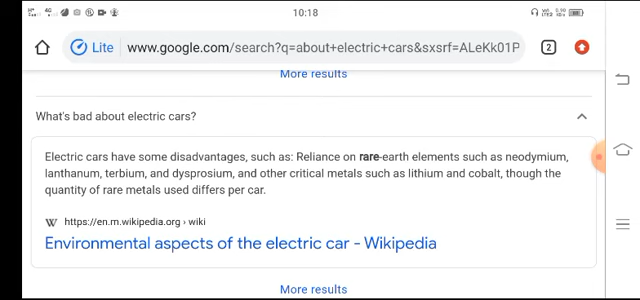 10:18
Lite www.google.com/search?q=about+electric+cars&sxsrf=ALeKk01P 2
More results
What's bad about electric cars?
Electric cars have some disadvantages, such as: Reliance on rare-earth elements such as neodymium,
lanthanum, terbium, and dysprosium, and other critical metals such as lithium and cobalt, though the
quantity of rare metals used differs per car.
W https://en.m.wikipedia.org › wiki
Environmental aspects of the electric car - Wikipedia
More results